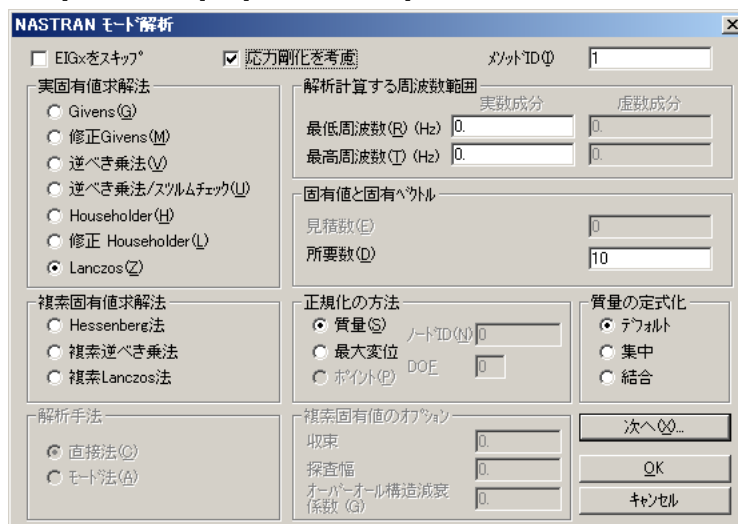 NASTRAN モード解析
EIGxをスキップ
応力剛化を考慮
メソッドID(I)
1
実固有値求解法
Givens(G)
修正Givens(M)
逆べき乗法(V)
逆べき乗法/スツルムチェック(U)
Householder(H)
修正 Householder(L)
Lanczos(Z)
解析計算する周波数範囲
実数成分
虚数成分
最低周波数(R) (Hz)
0.
0.
最高周波数(T) (Hz)
0.
0.
固有値と固有ベクトル
見積数(E)
0
所要数(D)
10
複素固有値求解法
Hessenberg法
複素逆べき乗法
複素Lanczos法
正規化の方法
質量(S)
最大変位
ポイント(P)
ノードID(N)
0
DOF
0
質量の定式化
デフォルト
集中
結合
解析手法
直接法(C)
モード法(A)
複素固有値のオプション
収束
0.
探査幅
0.
オーバーオール構造減衰
係数 (G)
0.
次へ(X)...
OK
キャンセル